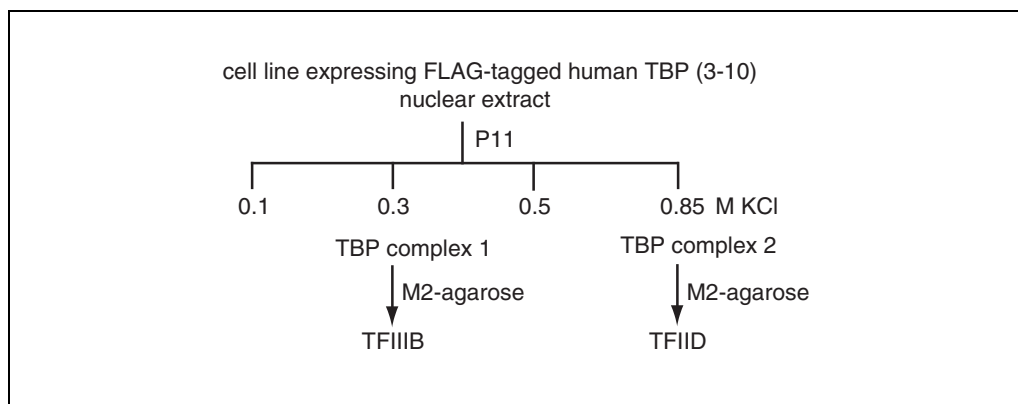 cell line expressing FLAG-tagged human TBP (3-10)
nuclear extract
P11
0.1 0.3 0.5 0.85 M KCl
TBP complex 1 TBP complex 2
M2-agarose M2-agarose
TFIIIB TFIID